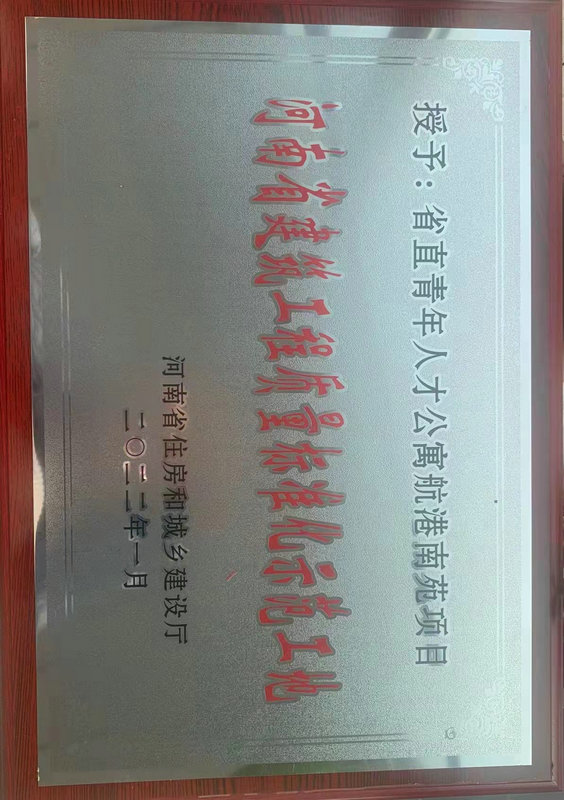 授予：省直青年人才公寓航港南苑项目
河南省建筑工程质量标准化示范工地
河南省住房和城乡建设厅
二〇二二年一月